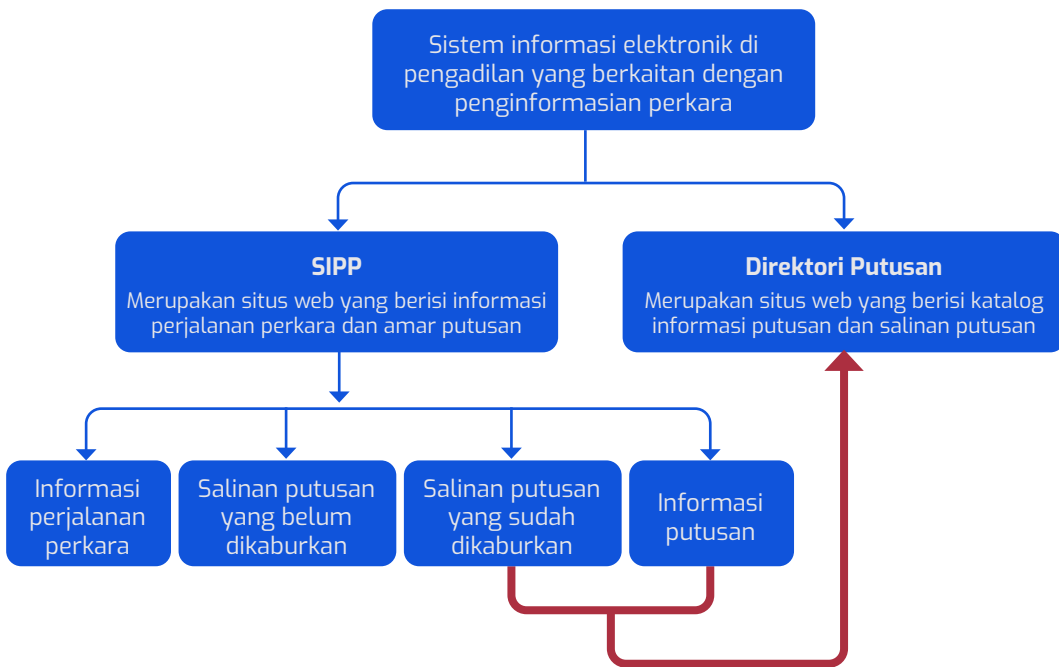 Sistem informasi elektronik di
pengadilan yang berkaitan dengan
penginformasian perkara
SIPP
Merupakan situs web yang berisi informasi
perjalanan perkara dan amar putusan
Direktori Putusan
Merupakan situs web yang berisi katalog
informasi putusan dan salinan putusan
Informasi
perjalanan
perkara
Salinan putusan
yang belum
dikaburkan
Salinan putusan
yang sudah
dikaburkan
Informasi
putusan